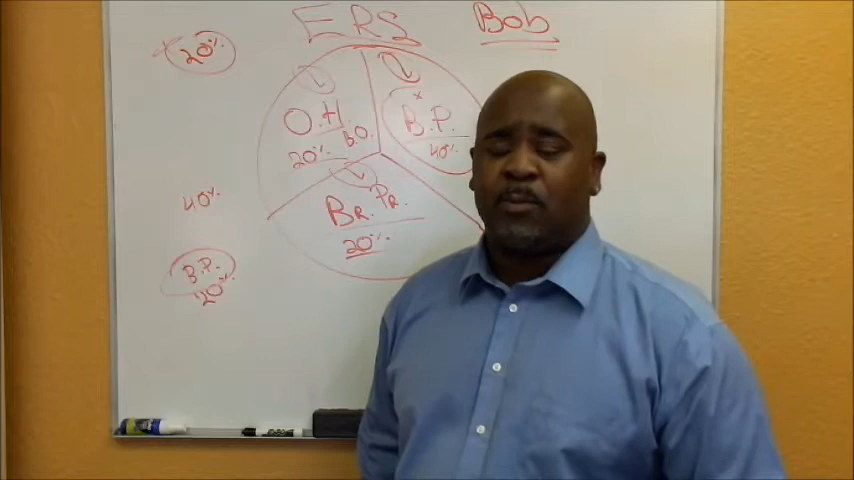 ERS Bob
20%
O.H.
B.O.
20%
B.P.
40%
40%
BR. PR.
20%
B.P.
20%